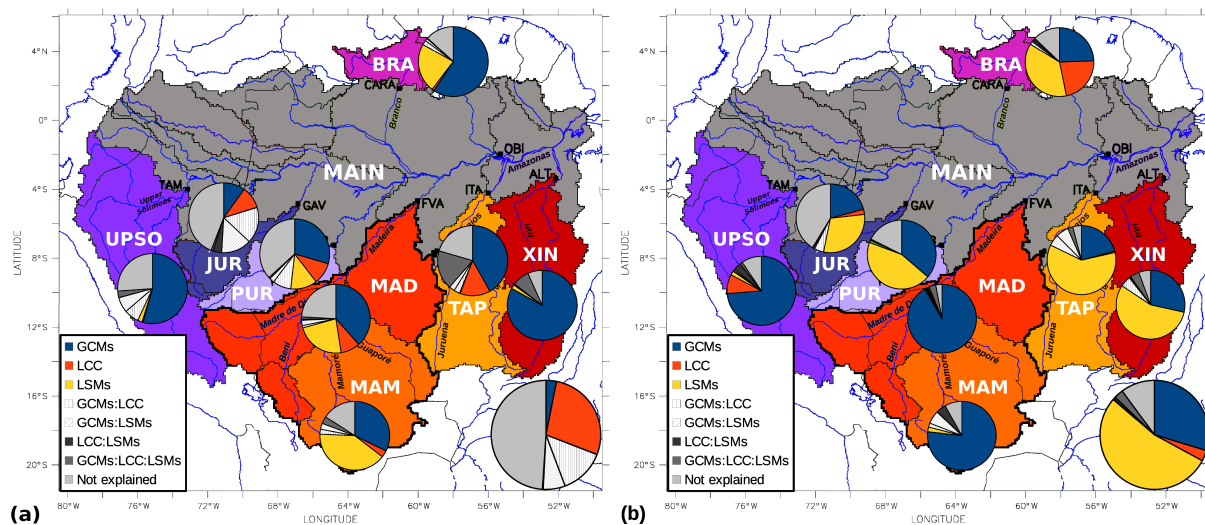 4°N
0°
4°S
8°S
12°S
16°S
20°S
LATITUDE
BRA
CARA
Branco
OBI
Amazonas
MAIN
ALT
TAM
Upper
Solimoes
ITA
GAV
FVA
Madeira
UPSO
JUR
XIN
PUR
MAD
TAP
Madre de D
Juruena
Beni
Guaporé
Mamoré
MAM
GCMs
LCC
LSMs
GCMs:LCC
GCMs:LSMs
LCC:LSMs
GCMs:LCC:LSMs
Not explained
80°W
76°W
72°W
68°W
64°W
60°W
56°W
52°W
LONGITUDE
(a)
4°N
0°
4°S
8°S
12°S
16°S
20°S
LATITUDE
BRA
CARA
Branco
OBI
Amazonas
MAIN
ALT
TAM
Upper
Solimoes
ITA
GAV
FVA
Madeira
UPSO
JUR
XIN
PUR
MAD
TAP
Madre de D
Juruena
Beni
Guaporé
Mamoré
MAM
GCMs
LCC
LSMs
GCMs:LCC
GCMs:LSMs
LCC:LSMs
GCMs:LCC:LSMs
Not explained
80°W
76°W
72°W
68°W
64°W
60°W
56°W
52°W
LONGITUDE
(b)